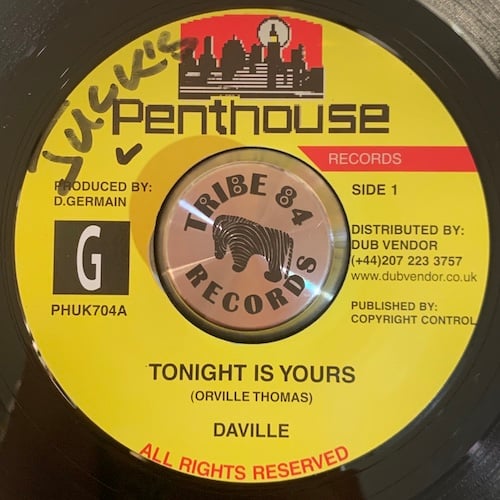 Penthouse
RECORDS
PRODUCED BY:
D.GERMAIN
SIDE 1
TRIBE 84
RECORDS
G
PHUK704A
DISTRIBUTED BY:
DUB VENDOR
(+44)207 223 3757
www.dubvendor.co.uk
PUBLISHED BY:
COPYRIGHT CONTROL
TONIGHT IS YOURS
(ORVILLE THOMAS)
DAVILLE
ALL RIGHTS RESERVED